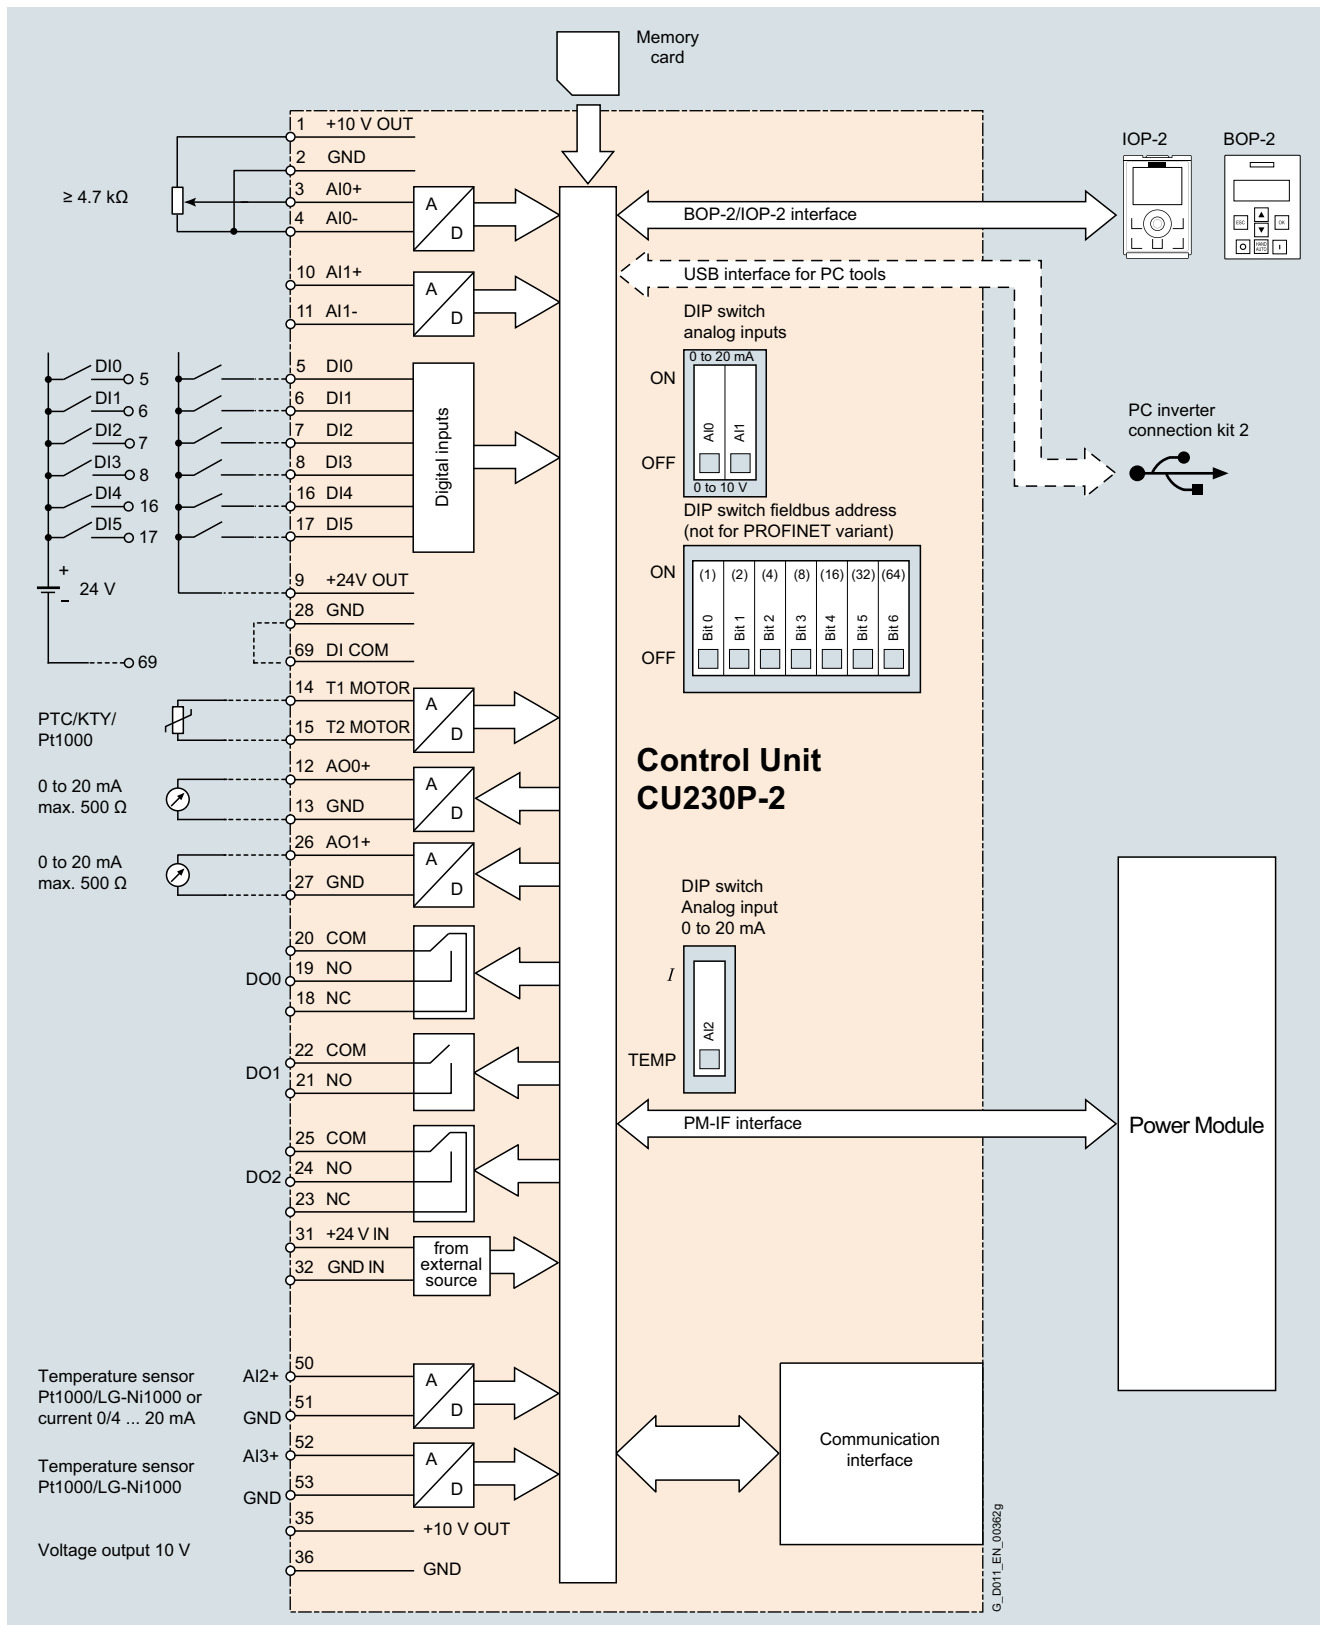 Memory
card
1 +10 V OUT
2 GND
3 AI0+
4 AI0-
≥ 4.7 kΩ
A
D
10 AI1+
11 AI1-
A
D
BOP-2/IOP-2 interface
IOP-2
BOP-2
ESC
OK
HAND
AUTO
I
USB interface for PC tools
PC inverter
connection kit 2
DIP switch
analog inputs
0 to 20 mA
ON
AI0
AI1
OFF
0 to 10 V
DIP switch fieldbus address
(not for PROFINET variant)
ON
(1) (2) (4) (8) (16) (32) (64)
Bit 0
Bit 1
Bit 2
Bit 3
Bit 4
Bit 5
Bit 6
OFF
DI0 5
DI1 6
DI2 7
DI3 8
DI4 16
DI5 17
+
24 V
–
69
5 DI0
6 DI1
7 DI2
8 DI3
16 DI4
17 DI5
Digital inputs
9 +24V OUT
28 GND
69 DI COM
PTC/KTY/
Pt1000
14 T1 MOTOR
15 T2 MOTOR
A
D
0 to 20 mA
max. 500 Ω
12 AO0+
13 GND
A
D
0 to 20 mA
max. 500 Ω
26 AO1+
27 GND
A
D
Control Unit
CU230P-2
DIP switch
Analog input
0 to 20 mA
I
AI2
TEMP
DO0
20 COM
19 NO
18 NC
DO1
22 COM
21 NO
DO2
25 COM
24 NO
23 NC
PM-IF interface
Power Module
31 +24 V IN
32 GND IN
from
external
source
Temperature sensor
Pt1000/LG-Ni1000 or
current 0/4 ... 20 mA
AI2+ 50
GND 51
A
D
Temperature sensor
Pt1000/LG-Ni1000
AI3+ 52
GND 53
A
D
Communication
interface
Voltage output 10 V
35 +10 V OUT
36 GND
G_D011_EN_00362g